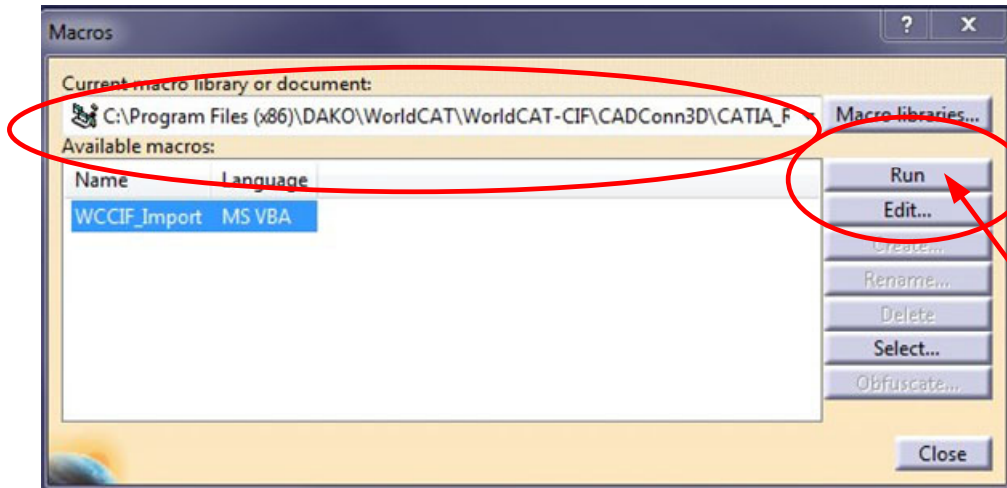 Macros
? X
Current macro library or document:
C:\Program Files (x86)\DAKO\WorldCAT\WorldCAT-CIF\CADConn3D\CATIA_F
Macro libraries...
Available macros:
Name Language
Run
WCCIF_Import MS VBA
Edit...
Create...
Rename...
Delete
Select...
Obfuscate...
Close